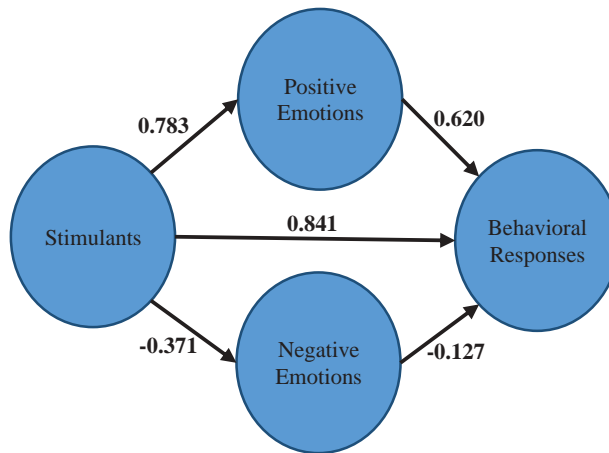 Positive
Emotions
0.783
0.620
Stimulants
0.841
Behavioral
Responses
-0.371
Negative
Emotions
-0.127